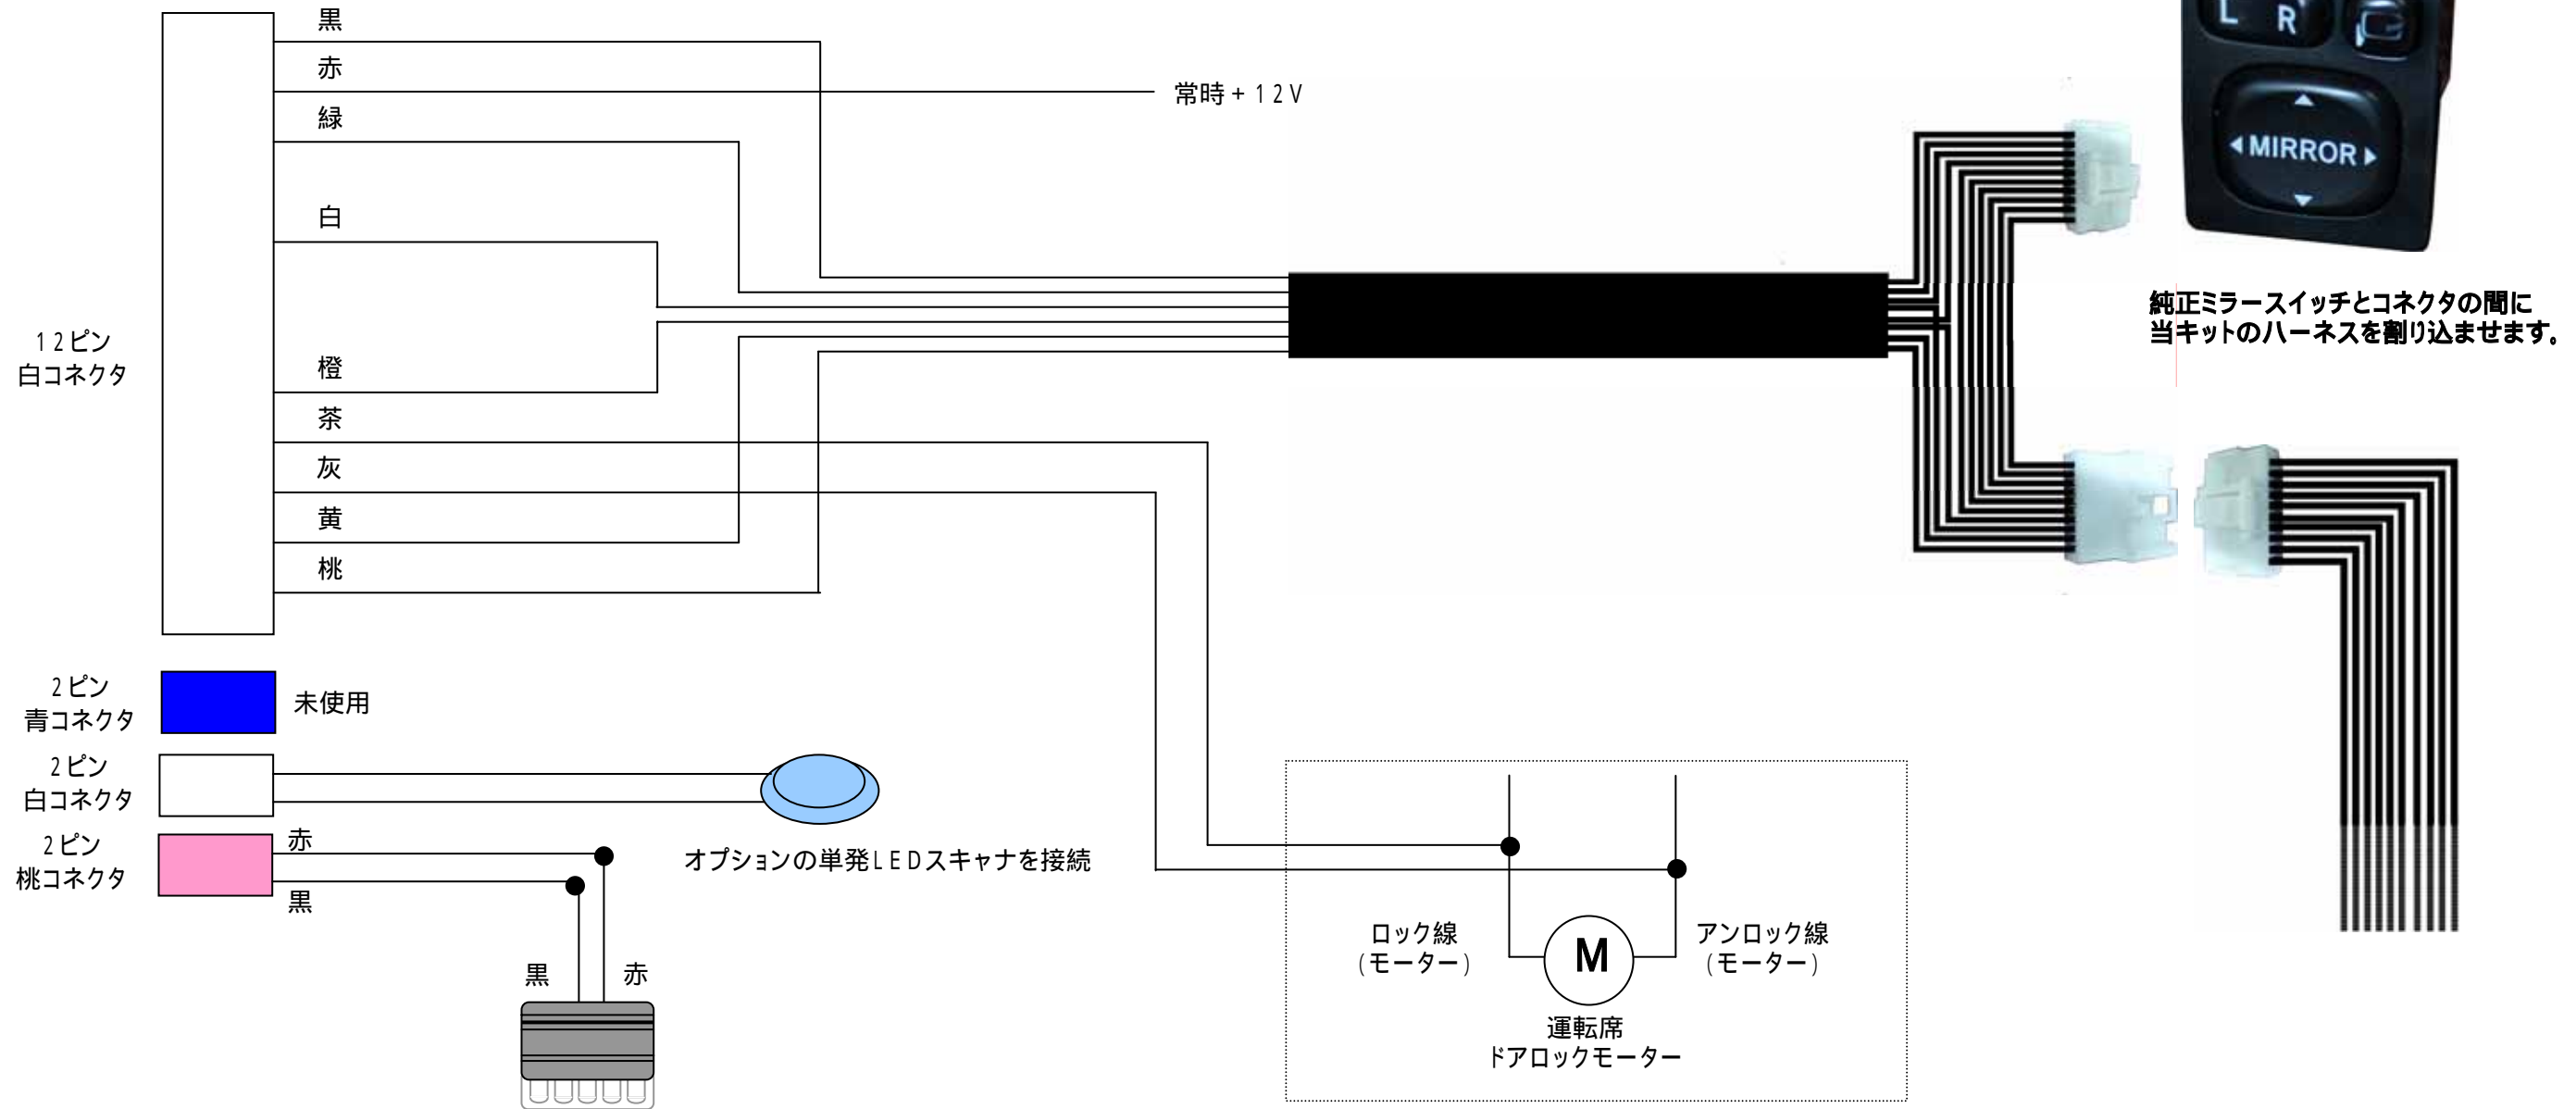 黒
赤
常時+12V
緑
白
橙
茶
灰
黄
桃
12ピン
白コネクタ
L R
MIRROR
純正ミラースイッチとコネクタの間に
当キットのハーネスを割り込ませます。
2ピン
青コネクタ
未使用
2ピン
白コネクタ
オプションの単発LEDスキャナを接続
2ピン
桃コネクタ
赤
黒
黒
赤
ロック線
(モーター)
M
アンロック線
(モーター)
運転席
ドアロックモーター